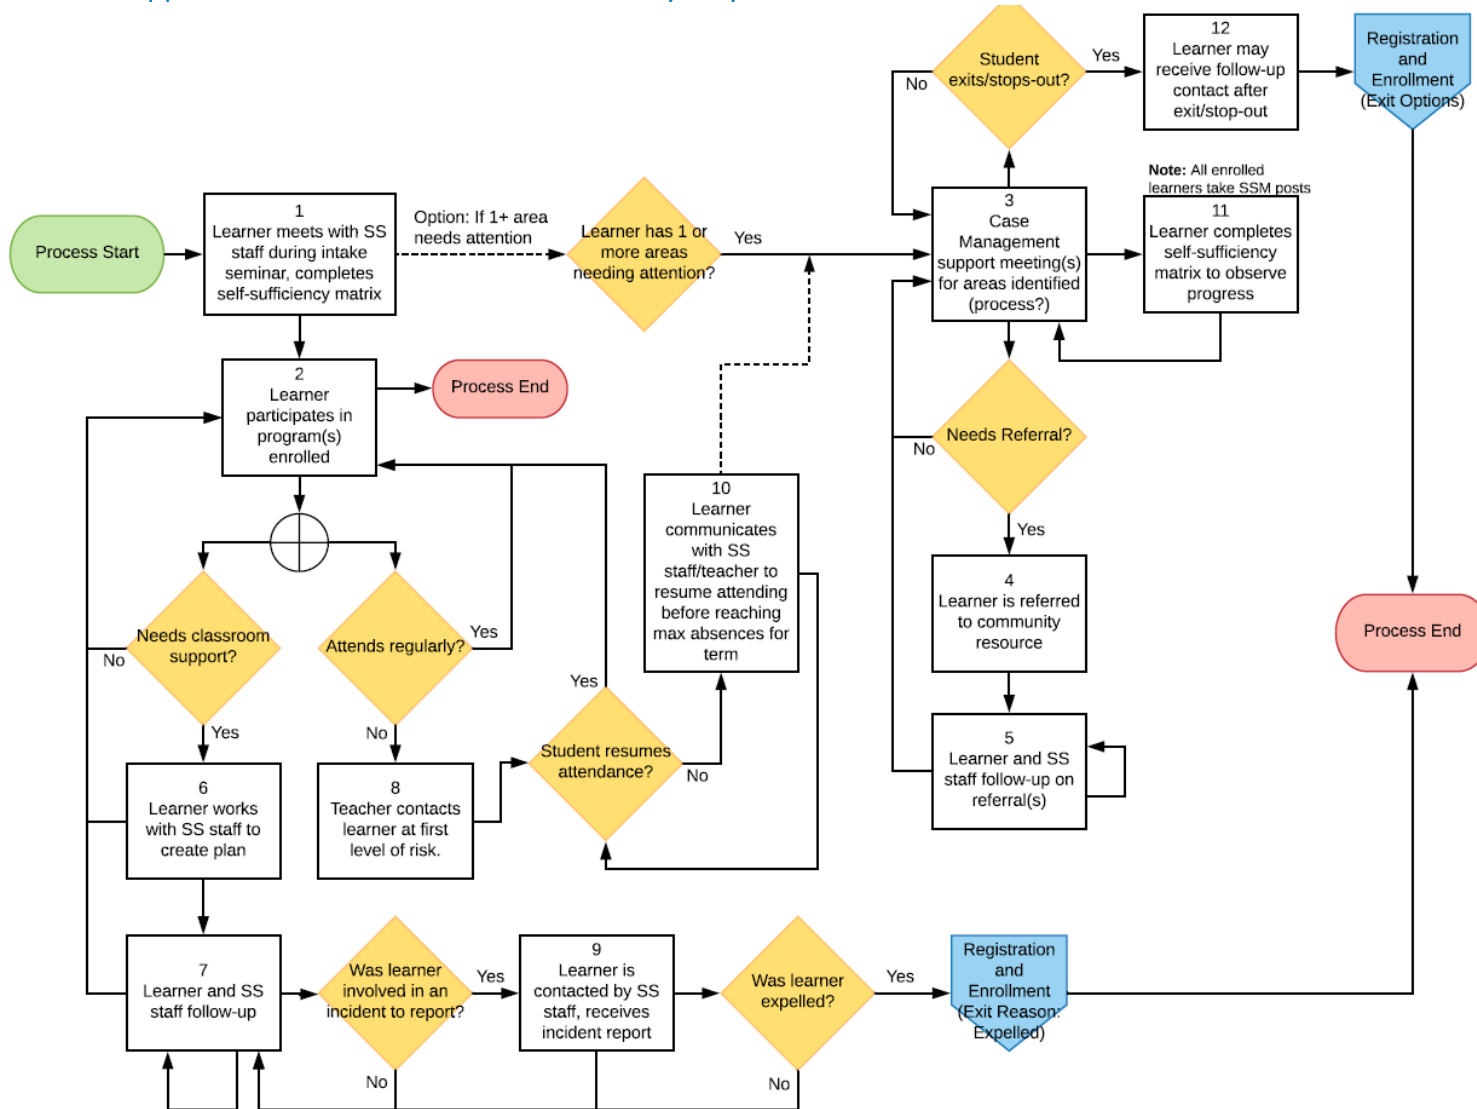 Student
exits/stops-out?
Yes
No
12
Learner may
receive follow-up
contact after
exit/stop-out
Registration
and
Enrollment
(Exit Options)
Process Start
1
Learner meets with SS
staff during intake
seminar, completes
self-sufficiency matrix
Option: If 1+ area
needs attention
Learner has 1 or
more areas
needing attention?
Yes
3
Case
Management
support meeting(s)
for areas identified
(process?)
Note: All enrolled
learners take SSM posts
11
Learner completes
self-sufficiency
matrix to observe
progress
2
Learner
participates in
program(s)
enrolled
Process End
Needs Referral?
No
Yes
10
Learner
communicates
with SS
staff/teacher to
resume attending
before reaching
max absences for
term
4
Learner is referred
to community
resource
Process End
Needs classroom
support?
No
Yes
Attends regularly?
Yes
No
Student resumes
attendance?
Yes
No
5
Learner and SS
staff follow-up on
referral(s)
6
Learner works
with SS staff to
create plan
8
Teacher contacts
learner at first
level of risk.
7
Learner and SS
staff follow-up
Was learner
involved in an
incident to report?
Yes
No
9
Learner is
contacted by SS
staff, receives
incident report
Was learner
expelled?
Yes
No
Registration
and
Enrollment
(Exit Reason:
Expelled)